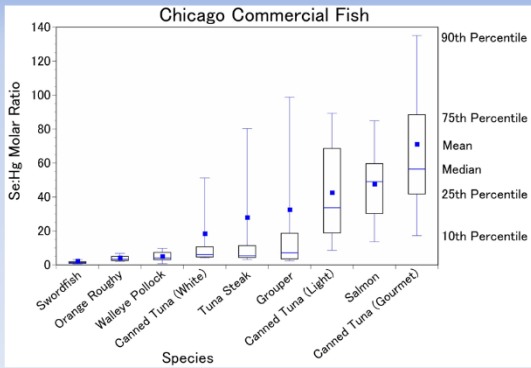 Chicago Commercial Fish
Se:Hg Molar Ratio
140
120
100
80
60
40
20
0
90th Percentile
75th Percentile
Mean
Median
25th Percentile
10th Percentile
Swordfish
Orange Roughy
Walleye Pollock
Canned Tuna (White)
Tuna Steak
Grouper
Canned Tuna (Light)
Salmon
Canned Tuna (Gourmet)
Species